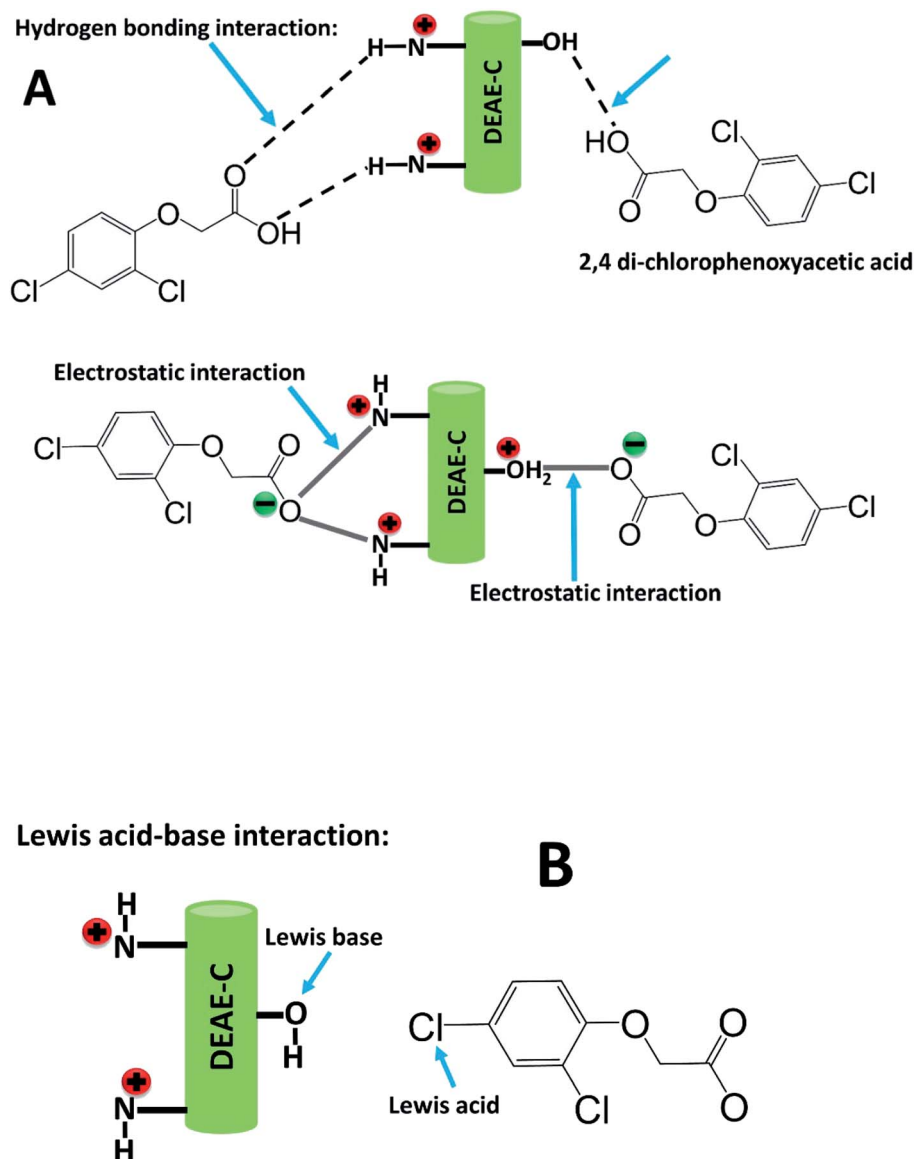 Hydrogen bonding interaction:
A
H–N
+
OH
DEAE-C
H–N
+
O
OH
O
Cl
Cl
HO
O
O
Cl
Cl
2,4 di-chlorophenoxyacetic acid
Electrostatic interaction
Cl
Cl
O
O
O
−
H
N
+
DEAE-C
N
+
H
OH2
+
O
−
O
O
Cl
Cl
Electrostatic interaction
Lewis acid-base interaction:
B
H
N
+
DEAE-C
N
+
H
Lewis base
O
H
Cl
Cl
O
O
O
Lewis acid